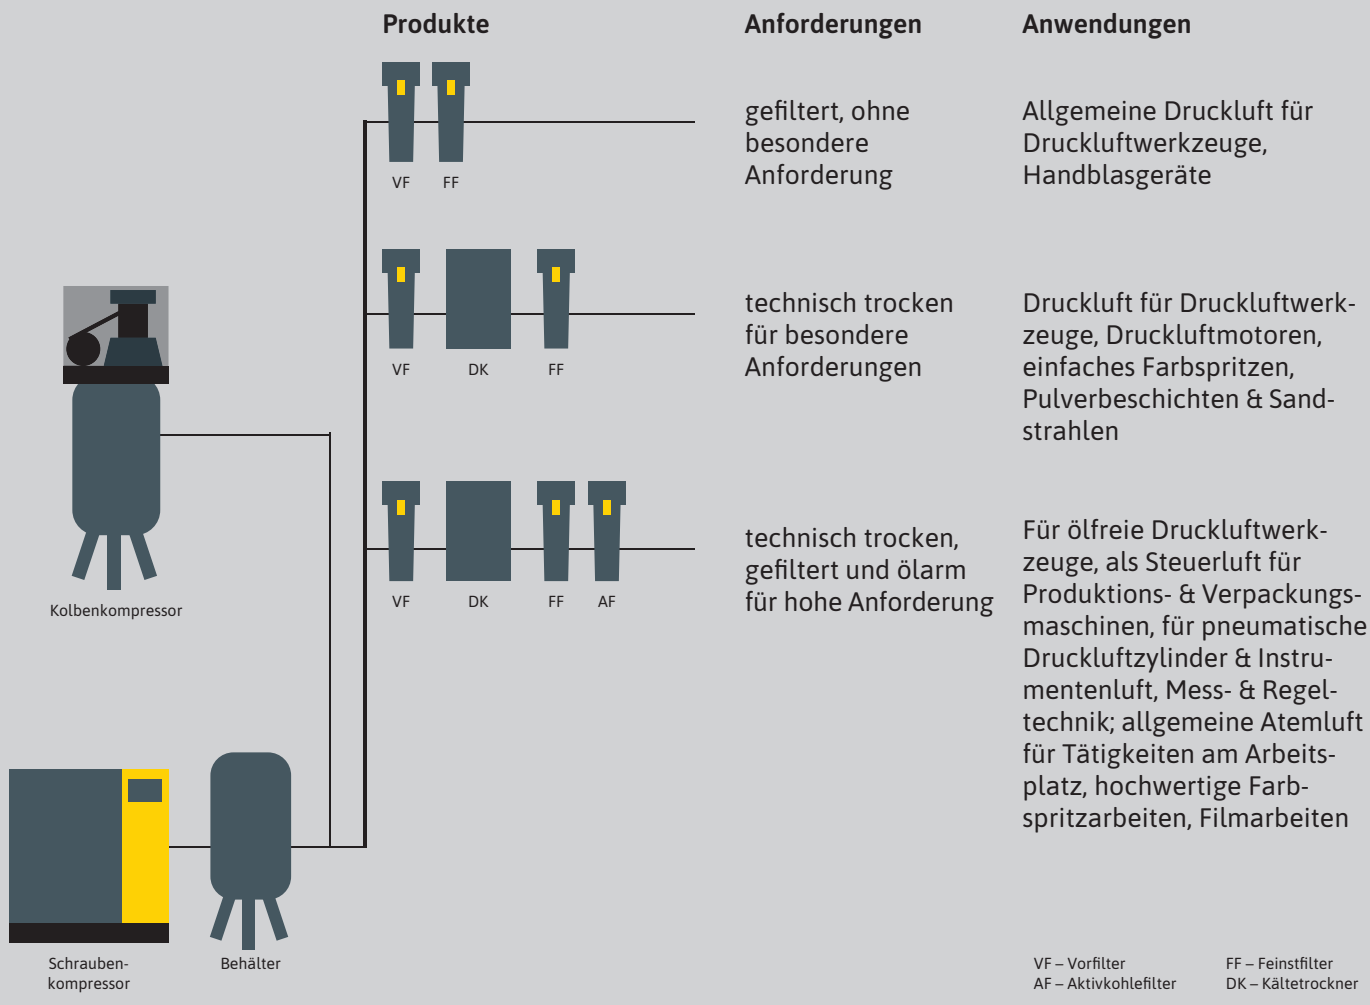 Produkte
Anforderungen
Anwendungen
VF
FF
gefiltert, ohne
besondere
Anforderung
Allgemeine Druckluft für
Druckluftwerkzeuge,
Handblasgeräte
VF
DK
FF
technisch trocken
für besondere
Anforderungen
Druckluft für Druckluftwerk-
zeuge, Druckluftmotoren,
einfaches Farbspritzen,
Pulverbeschichten & Sand-
strahlen
VF
DK
FF
AF
technisch trocken,
gefiltert und ölarm
für hohe Anforderung
Für ölfreie Druckluftwerk-
zeuge, als Steuerluft für
Produktions- & Verpackungs-
maschinen, für pneumatische
Druckluftzylinder & Instru-
mentenluft, Mess- & Regel-
technik; allgemeine Atemluft
für Tätigkeiten am Arbeits-
platz, hochwertige Farb-
spritzarbeiten, Filmarbeiten
Kolbenkompressor
Schrauben-
kompressor
Behälter
VF – Vorfilter
FF – Feinstfilter
AF – Aktivkohlefilter
DK – Kältetrockner